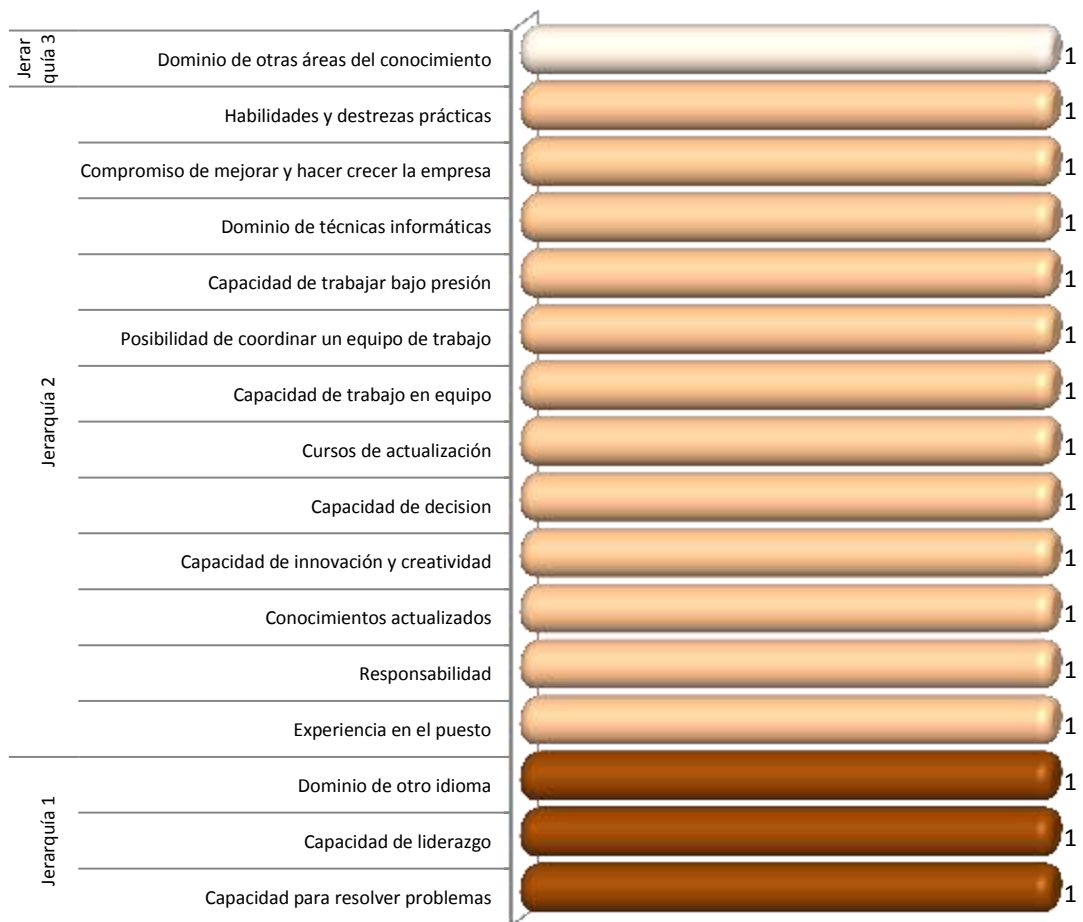 Jerar
quía 3
Dominio de otras áreas del conocimiento 1
Jerarquía 2
Habilidades y destrezas prácticas 1
Compromiso de mejorar y hacer crecer la empresa 1
Dominio de técnicas informáticas 1
Capacidad de trabajar bajo presión 1
Posibilidad de coordinar un equipo de trabajo 1
Capacidad de trabajo en equipo 1
Cursos de actualización 1
Capacidad de decision 1
Capacidad de innovación y creatividad 1
Conocimientos actualizados 1
Responsabilidad 1
Experiencia en el puesto 1
Jerarquía 1
Dominio de otro idioma 1
Capacidad de liderazgo 1
Capacidad para resolver problemas 1